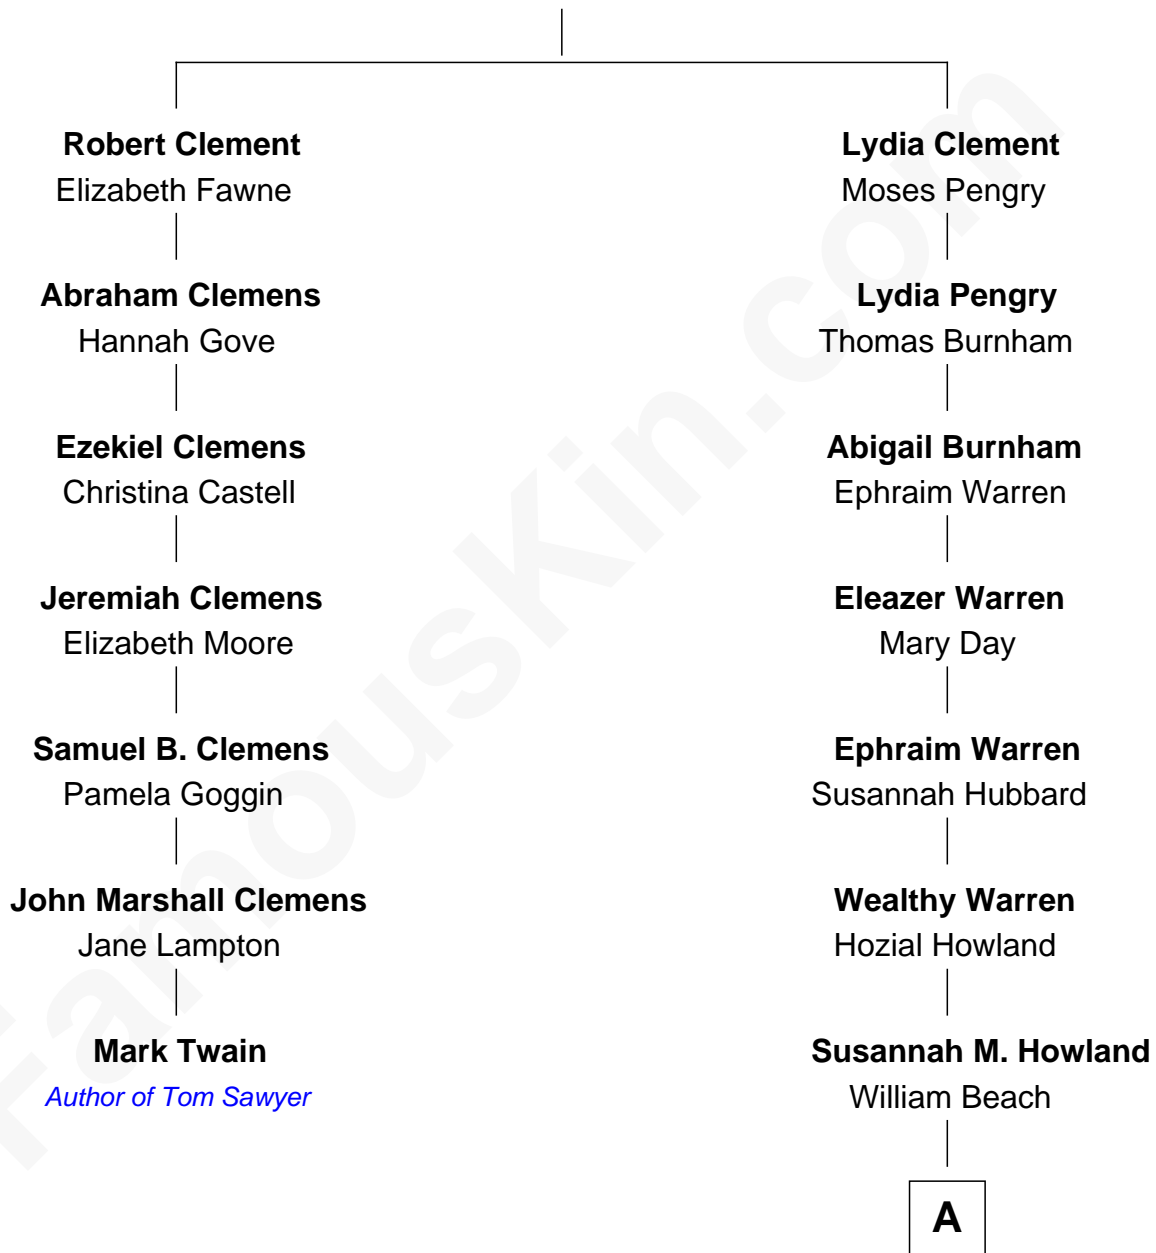 Robert Clement
Elizabeth Fawne
Abraham Clemens
Hannah Gove
Ezekiel Clemens
Christina Castell
Jeremiah Clemens
Elizabeth Moore
Samuel B. Clemens
Pamela Goggin
John Marshall Clemens
Jane Lampton
Mark Twain
Author of Tom Sawyer
Lydia Clement
Moses Pengry
Lydia Pengry
Thomas Burnham
Abigail Burnham
Ephraim Warren
Eleazer Warren
Mary Day
Ephraim Warren
Susannah Hubbard
Wealthy Warren
Hozial Howland
Susannah M. Howland
William Beach
A
FamousKin.com